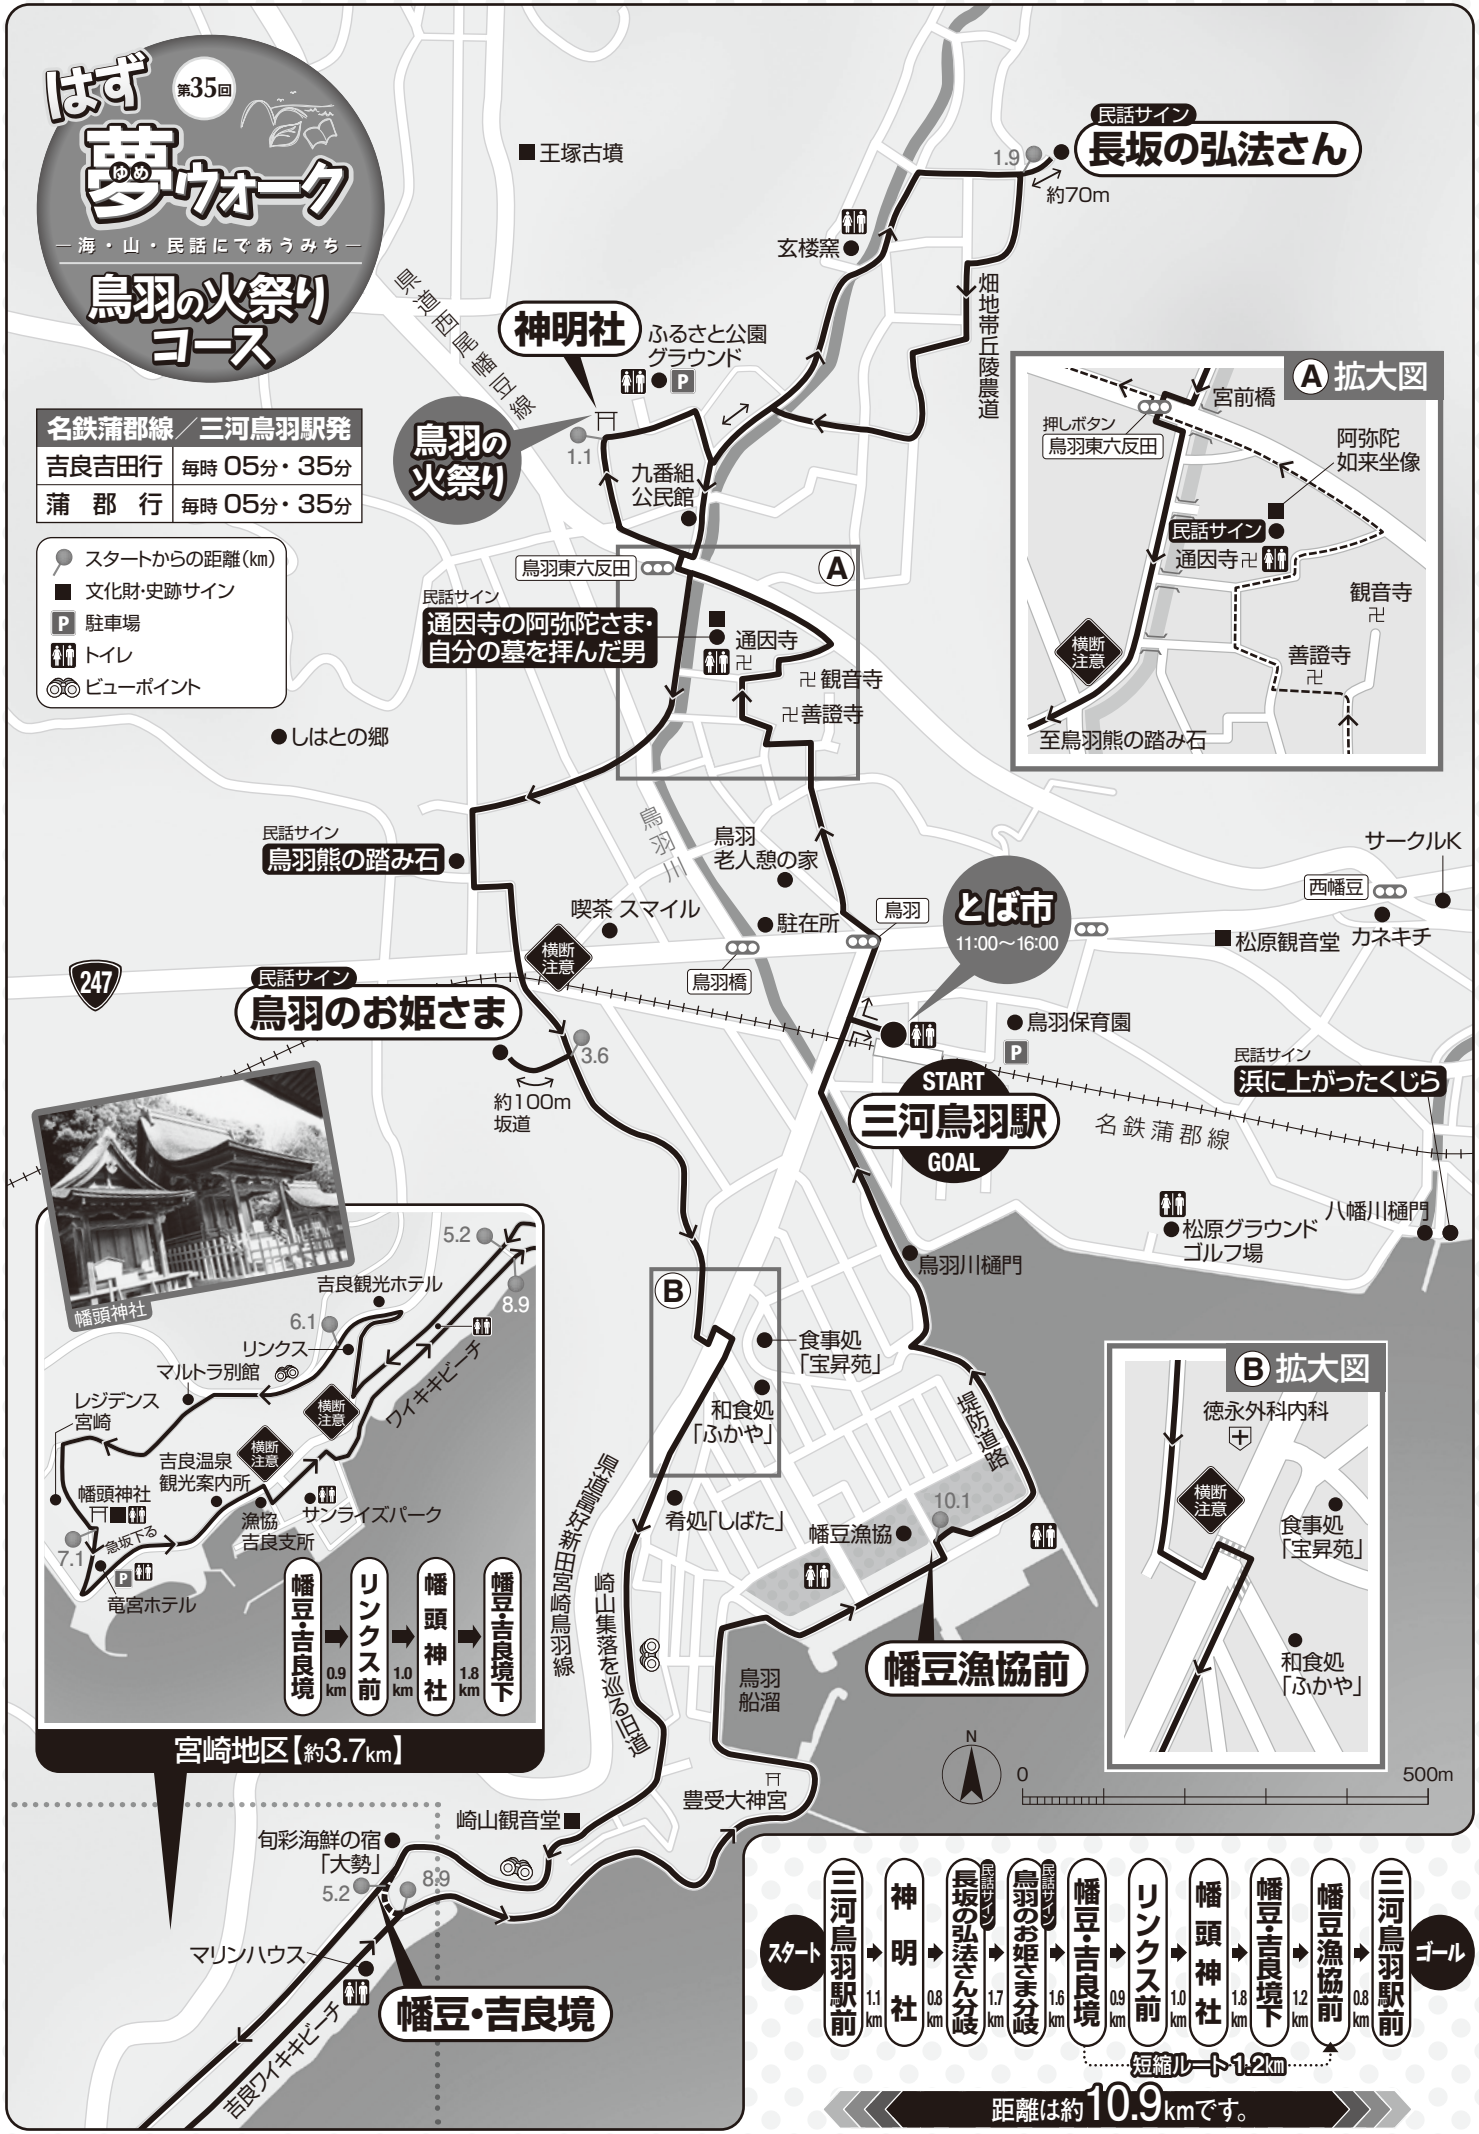 はず
第35回
夢ウォーク
ゆめ
―海・山・民話にであうみち―
鳥羽の火祭り
コース
名鉄蒲郡線／三河鳥羽駅発
吉良吉田行 毎時 05分・35分
蒲郡行 毎時 05分・35分
スタートからの距離(km)
文化財・史跡サイン
P 駐車場
トイレ
ビューポイント
王塚古墳
民話サイン
長坂の弘法さん
1.9
約70m
玄楼窯
畑地帯丘陵農道
県道西尾幡豆線
神明社
ふるさと公園
グラウンド
P
鳥羽の
火祭り
1.1
九番組
公民館
鳥羽東六反田
A
民話サイン
通因寺の阿弥陀さま・
自分の墓を拝んだ男
通因寺
卍
卍 観音寺
卍 善證寺
A 拡大図
宮前橋
押しボタン
鳥羽東六反田
阿弥陀
如来坐像
民話サイン
通因寺 卍
観音寺
卍
善證寺
卍
横断
注意
至鳥羽熊の踏み石
しはとの郷
民話サイン
鳥羽熊の踏み石
鳥羽川
鳥羽
老人憩の家
喫茶 スマイル
駐在所
鳥羽
横断
注意
鳥羽橋
とば市
11:00～16:00
サークルK
西幡豆
松原観音堂
カネキチ
247
民話サイン
鳥羽のお姫さま
3.6
約100m
坂道
鳥羽保育園
P
START
三河鳥羽駅
GOAL
名鉄蒲郡線
民話サイン
浜に上がったくじら
八幡川樋門
松原グラウンド
ゴルフ場
鳥羽川樋門
幡頭神社
5.2
8.9
吉良観光ホテル
6.1
リンクス
マルトラ別館
ワイキキビーチ
レジデンス
宮崎
横断
注意
横断
注意
吉良温泉
観光案内所
幡頭神社
サンライズパーク
漁協
吉良支所
急坂下る
7.1
P
竜宮ホテル
幡豆・吉良境
0.9
km
リンクス前
1.0
km
幡頭神社
1.8
km
幡豆・吉良境下
宮崎地区【約3.7km】
B
食事処
「宝昇苑」
和食処
「ふかや」
肴処「しばた」
県道富好新田宮崎鳥羽線
崎山集落を巡る旧道
堤防道路
10.1
幡豆漁協
幡豆漁協前
鳥羽
船溜
豊受大神宮
B 拡大図
徳永外科内科
横断
注意
食事処
「宝昇苑」
和食処
「ふかや」
N
0
500m
崎山観音堂
旬彩海鮮の宿
「大勢」
5.2
8.9
マリンハウス
幡豆・吉良境
吉良ワイキキビーチ
スタート
三河鳥羽駅前
1.1
km
神明社
0.8
km
民話サイン
長坂の弘法さん分岐
1.7
km
民話サイン
鳥羽のお姫さま分岐
1.6
km
幡豆・吉良境
0.9
km
リンクス前
1.0
km
幡頭神社
1.8
km
幡豆・吉良境下
1.2
km
幡豆漁協前
0.8
km
三河鳥羽駅前
ゴール
短縮ルート 1.2km
距離は約10.9kmです。